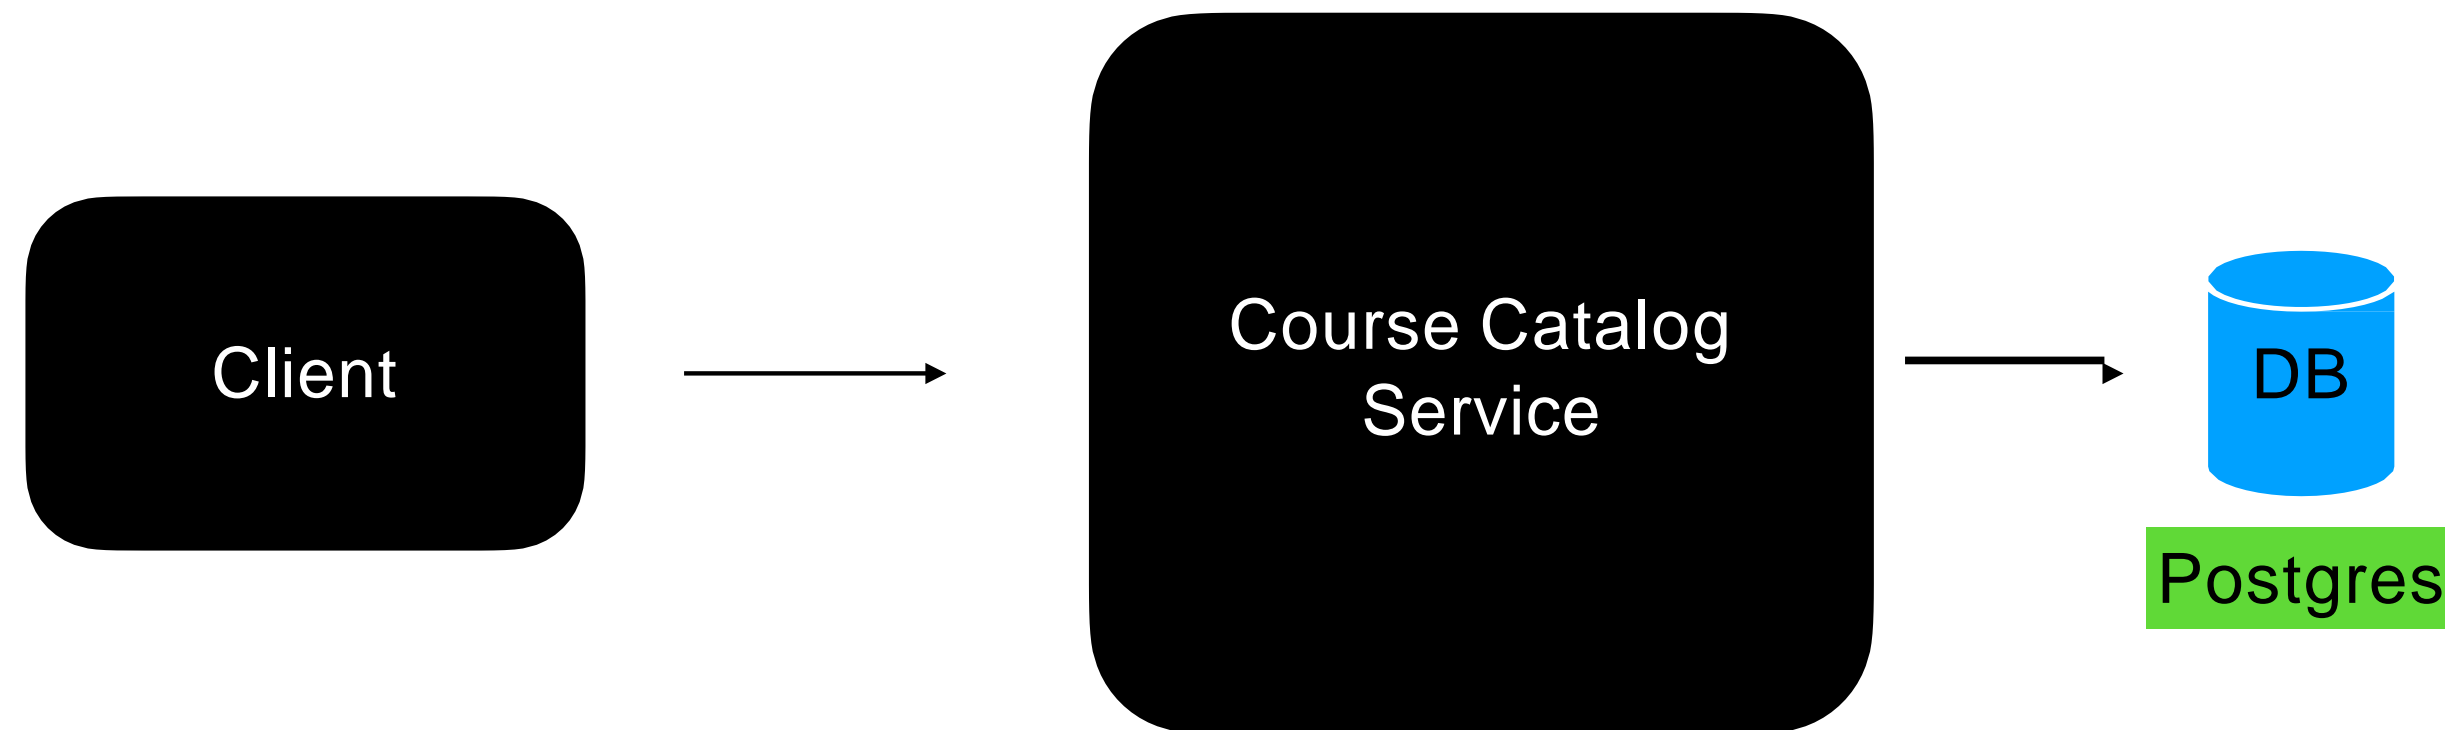 Client
Course Catalog
Service
DB
Postgres